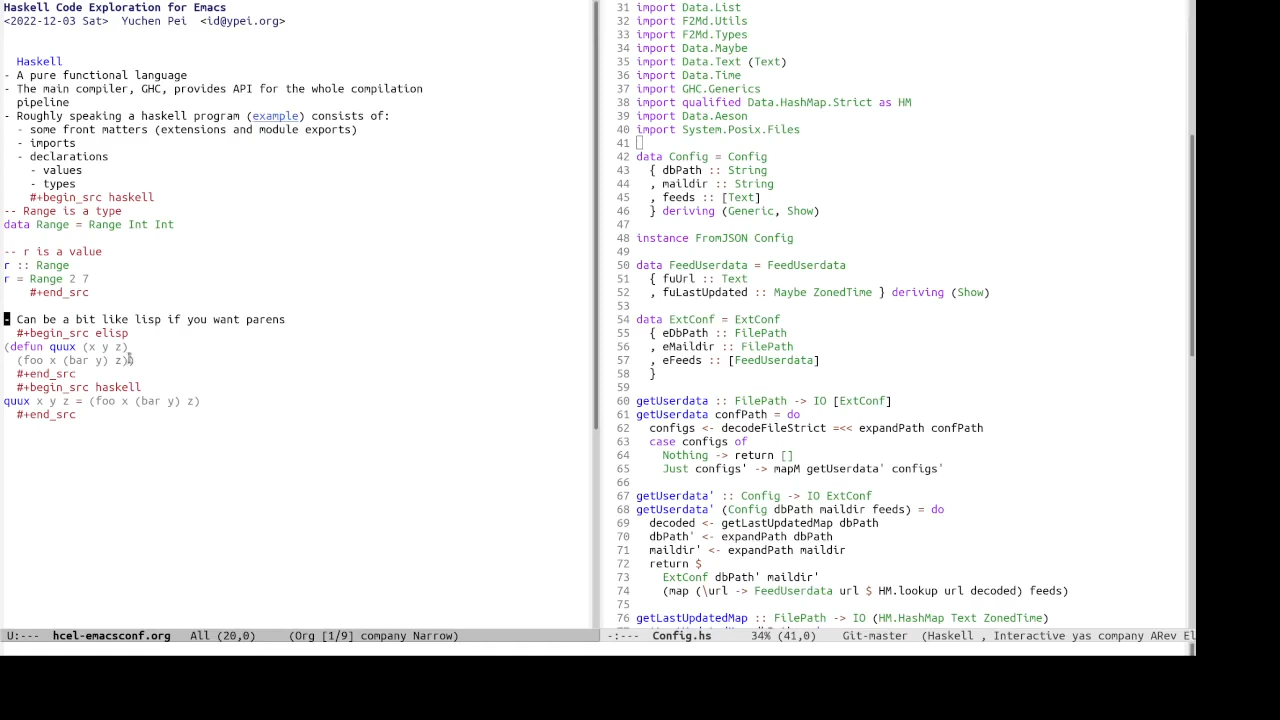 Haskell Code Exploration for Emacs
<2022-12-03 Sat>  Yuchen Pei  <id@ypei.org>
Haskell
- A pure functional language
- The main compiler, GHC, provides API for the whole compilation
pipeline
- Roughly speaking a haskell program (example) consists of:
- some front matters (extensions and module exports)
- imports
- declarations
- values
- types
#+begin_src haskell
-- Range is a type
data Range = Range Int Int
-- r is a value
r :: Range
r = Range 2 7
#+end_src
- Can be a bit like lisp if you want parens
#+begin_src elisp
(defun quux (x y z)
(foo x (bar y) z))
#+end_src
#+begin_src haskell
quux x y z = (foo x (bar y) z)
#+end_src
U:---  hcel-emacsconf.org   All (20,0)     (Org [1/9] company Narrow)
31 import Data.List
32 import F2Md.Utils
33 import F2Md.Types
34 import Data.Maybe
35 import Data.Text (Text)
36 import Data.Time
37 import GHC.Generics
38 import qualified Data.HashMap.Strict as HM
39 import Data.Aeson
40 import System.Posix.Files
41
42 data Config = Config
43   { dbPath :: String
44   , maildir :: String
45   , feeds :: [Text]
46   } deriving (Generic, Show)
47
48 instance FromJSON Config
49
50 data FeedUserdata = FeedUserdata
51   { fuUrl :: Text
52   , fuLastUpdated :: Maybe ZonedTime } deriving (Show)
53
54 data ExtConf = ExtConf
55   { eDbPath :: FilePath
56   , eMaildir :: FilePath
57   , eFeeds :: [FeedUserdata]
58   }
59
60 getUserdata :: FilePath -> IO [ExtConf]
61 getUserdata confPath = do
62   configs <- decodeFileStrict =<< expandPath confPath
63   case configs of
64     Nothing -> return []
65     Just configs' -> mapM getUserdata' configs'
66
67 getUserdata' :: Config -> IO ExtConf
68 getUserdata' (Config dbPath maildir feeds) = do
69   decoded <- getLastUpdatedMap dbPath
70   dbPath' <- expandPath dbPath
71   maildir' <- expandPath maildir
72   return $
73     ExtConf dbPath' maildir'
74     (map (\url -> FeedUserdata url $ HM.lookup url decoded) feeds)
75
76 getLastUpdatedMap :: FilePath -> IO (HM.HashMap Text ZonedTime)
-:---  Config.hs      34% (41,0)    Git-master  (Haskell , Interactive yas company ARev El